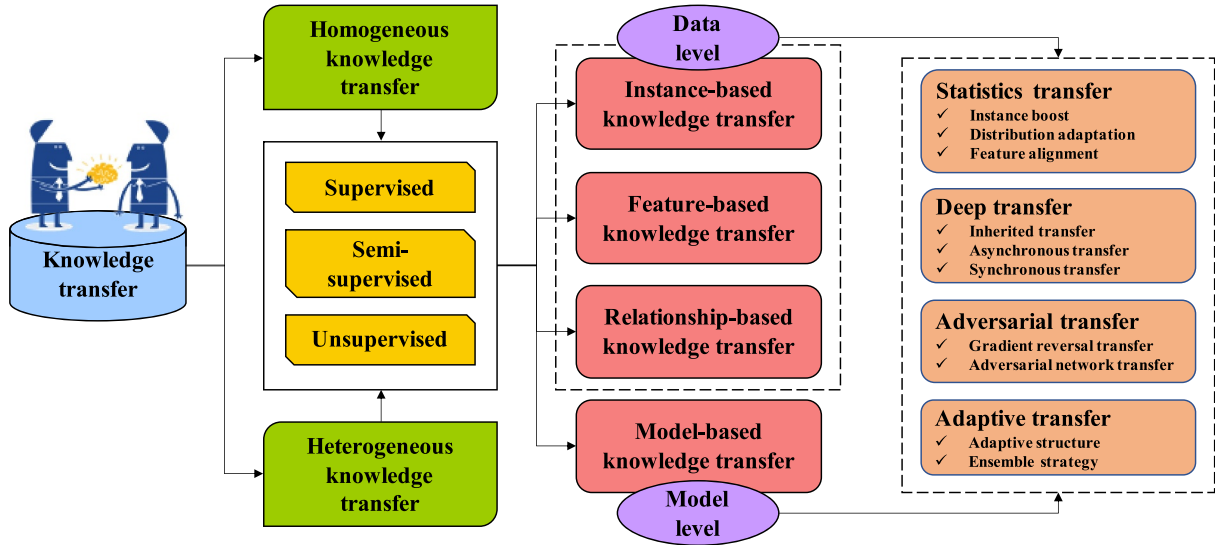 Knowledge
transfer
Homogeneous
knowledge
transfer
Supervised
Semi-
supervised
Unsupervised
Heterogeneous
knowledge
transfer
Data
level
Instance-based
knowledge transfer
Feature-based
knowledge transfer
Relationship-based
knowledge transfer
Model-based
knowledge transfer
Model
level
Statistics transfer
✓ Instance boost
✓ Distribution adaptation
✓ Feature alignment
Deep transfer
✓ Inherited transfer
✓ Asynchronous transfer
✓ Synchronous transfer
Adversarial transfer
✓ Gradient reversal transfer
✓ Adversarial network transfer
Adaptive transfer
✓ Adaptive structure
✓ Ensemble strategy